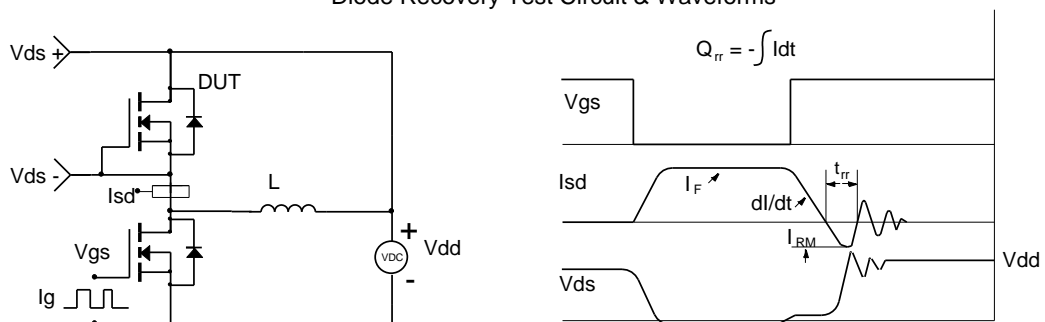 Diode Recovery Test Circuit & Waveforms
Vds +
DUT
Vds -
Isd
L
Vgs
Ig
+
VDC
-
Vdd
Qrr = -∫Idt
Vgs
Isd
IF
dI/dt
trr
IRM
Vds
Vdd